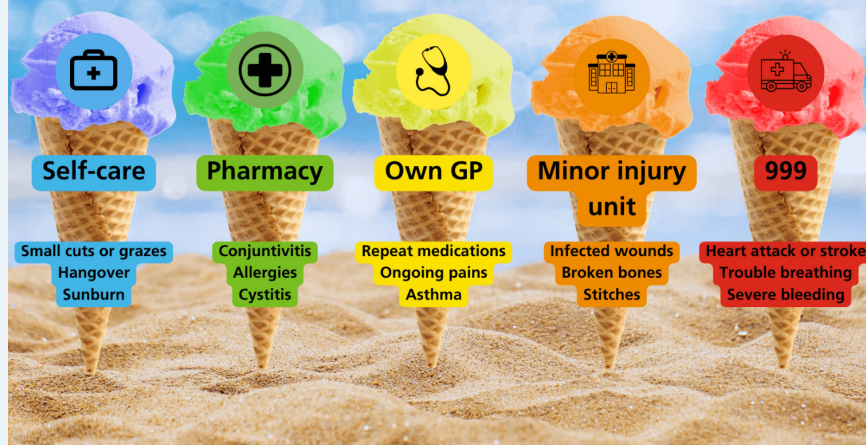 Self-care
Small cuts or grazes
Hangover
Sunburn
Pharmacy
Conjuntivitis
Allergies
Cystitis
Own GP
Repeat medications
Ongoing pains
Asthma
Minor injury
unit
Infected wounds
Broken bones
Stitches
999
Heart attack or stroke
Trouble breathing
Severe bleeding